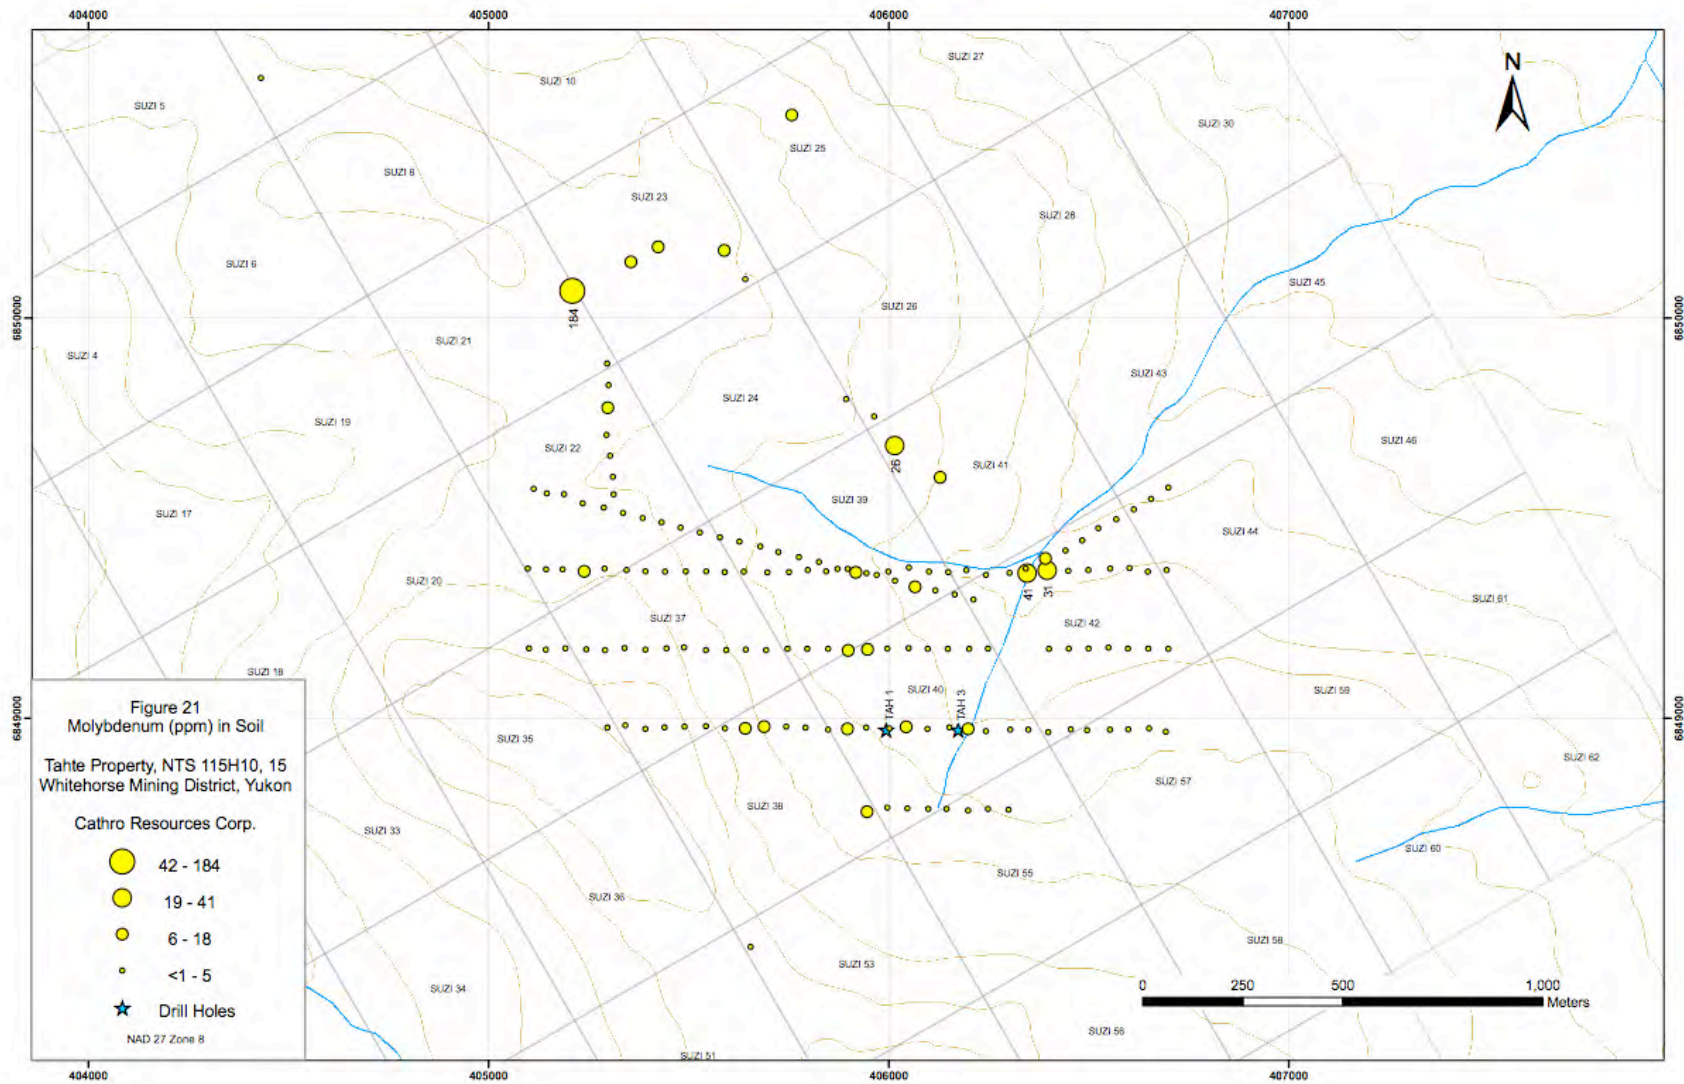 404000
405000
406000
407000
SUZI 27
N
SUZI 10
SUZI 5
SUZI 30
SUZI 25
SUZI 8
SUZI 23
SUZI 28
SUZI 6
SUZI 45
SUZI 26
184
6850000
6850000
SUZI 21
SUZI 4
SUZI 43
SUZI 24
SUZI 19
SUZI 46
SUZI 22
26
SUZI 41
SUZI 39
SUZI 17
SUZI 44
SUZI 20
41
31
SUZI 61
SUZI 37
SUZI 42
SUZI 18
SUZI 40
TAH 1
TAH 3
SUZI 59
6849000
6849000
SUZI 35
SUZI 62
SUZI 57
SUZI 38
SUZI 33
SUZI 60
SUZI 55
SUZI 36
SUZI 58
SUZI 53
SUZI 34
SUZI 56
SUZI 51
Figure 21
Molybdenum (ppm) in Soil
Tahte Property, NTS 115H10, 15
Whitehorse Mining District, Yukon
Cathro Resources Corp.
42 - 184
19 - 41
6 - 18
<1 - 5
Drill Holes
NAD 27 Zone 8
0 250 500 1,000
Meters
404000
405000
406000
407000